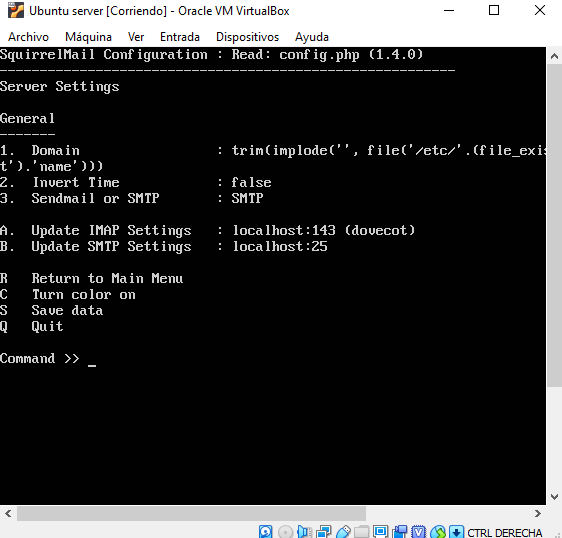 Ubuntu server [Corriendo] - Oracle VM VirtualBox
Archivo Máquina Ver Entrada Dispositivos Ayuda
SquirrelMail Configuration : Read: config.php (1.4.0)
---------------------------------------------------------
Server Settings
General
-------
1.  Domain                 : trim(implode('', file('/etc/'.(file_exis
t').'name')))
2.  Invert Time            : false
3.  Sendmail or SMTP       : SMTP
A.  Update IMAP Settings   : localhost:143 (dovecot)
B.  Update SMTP Settings   : localhost:25
R   Return to Main Menu
C   Turn color on
S   Save data
Q   Quit
Command >> _
CTRL DERECHA